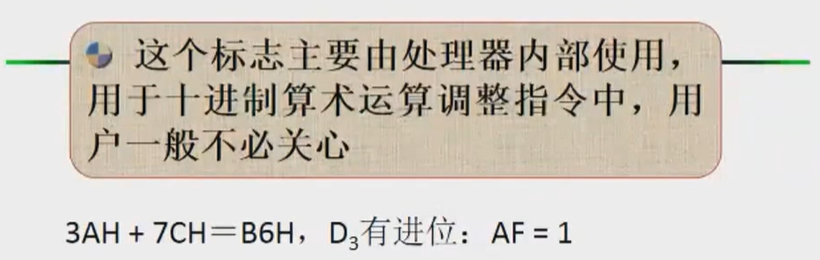 这个标志主要由处理器内部使用，
用于十进制算术运算调整指令中，用
户一般不必关心
3AH + 7CH＝B6H，D₃有进位：AF = 1